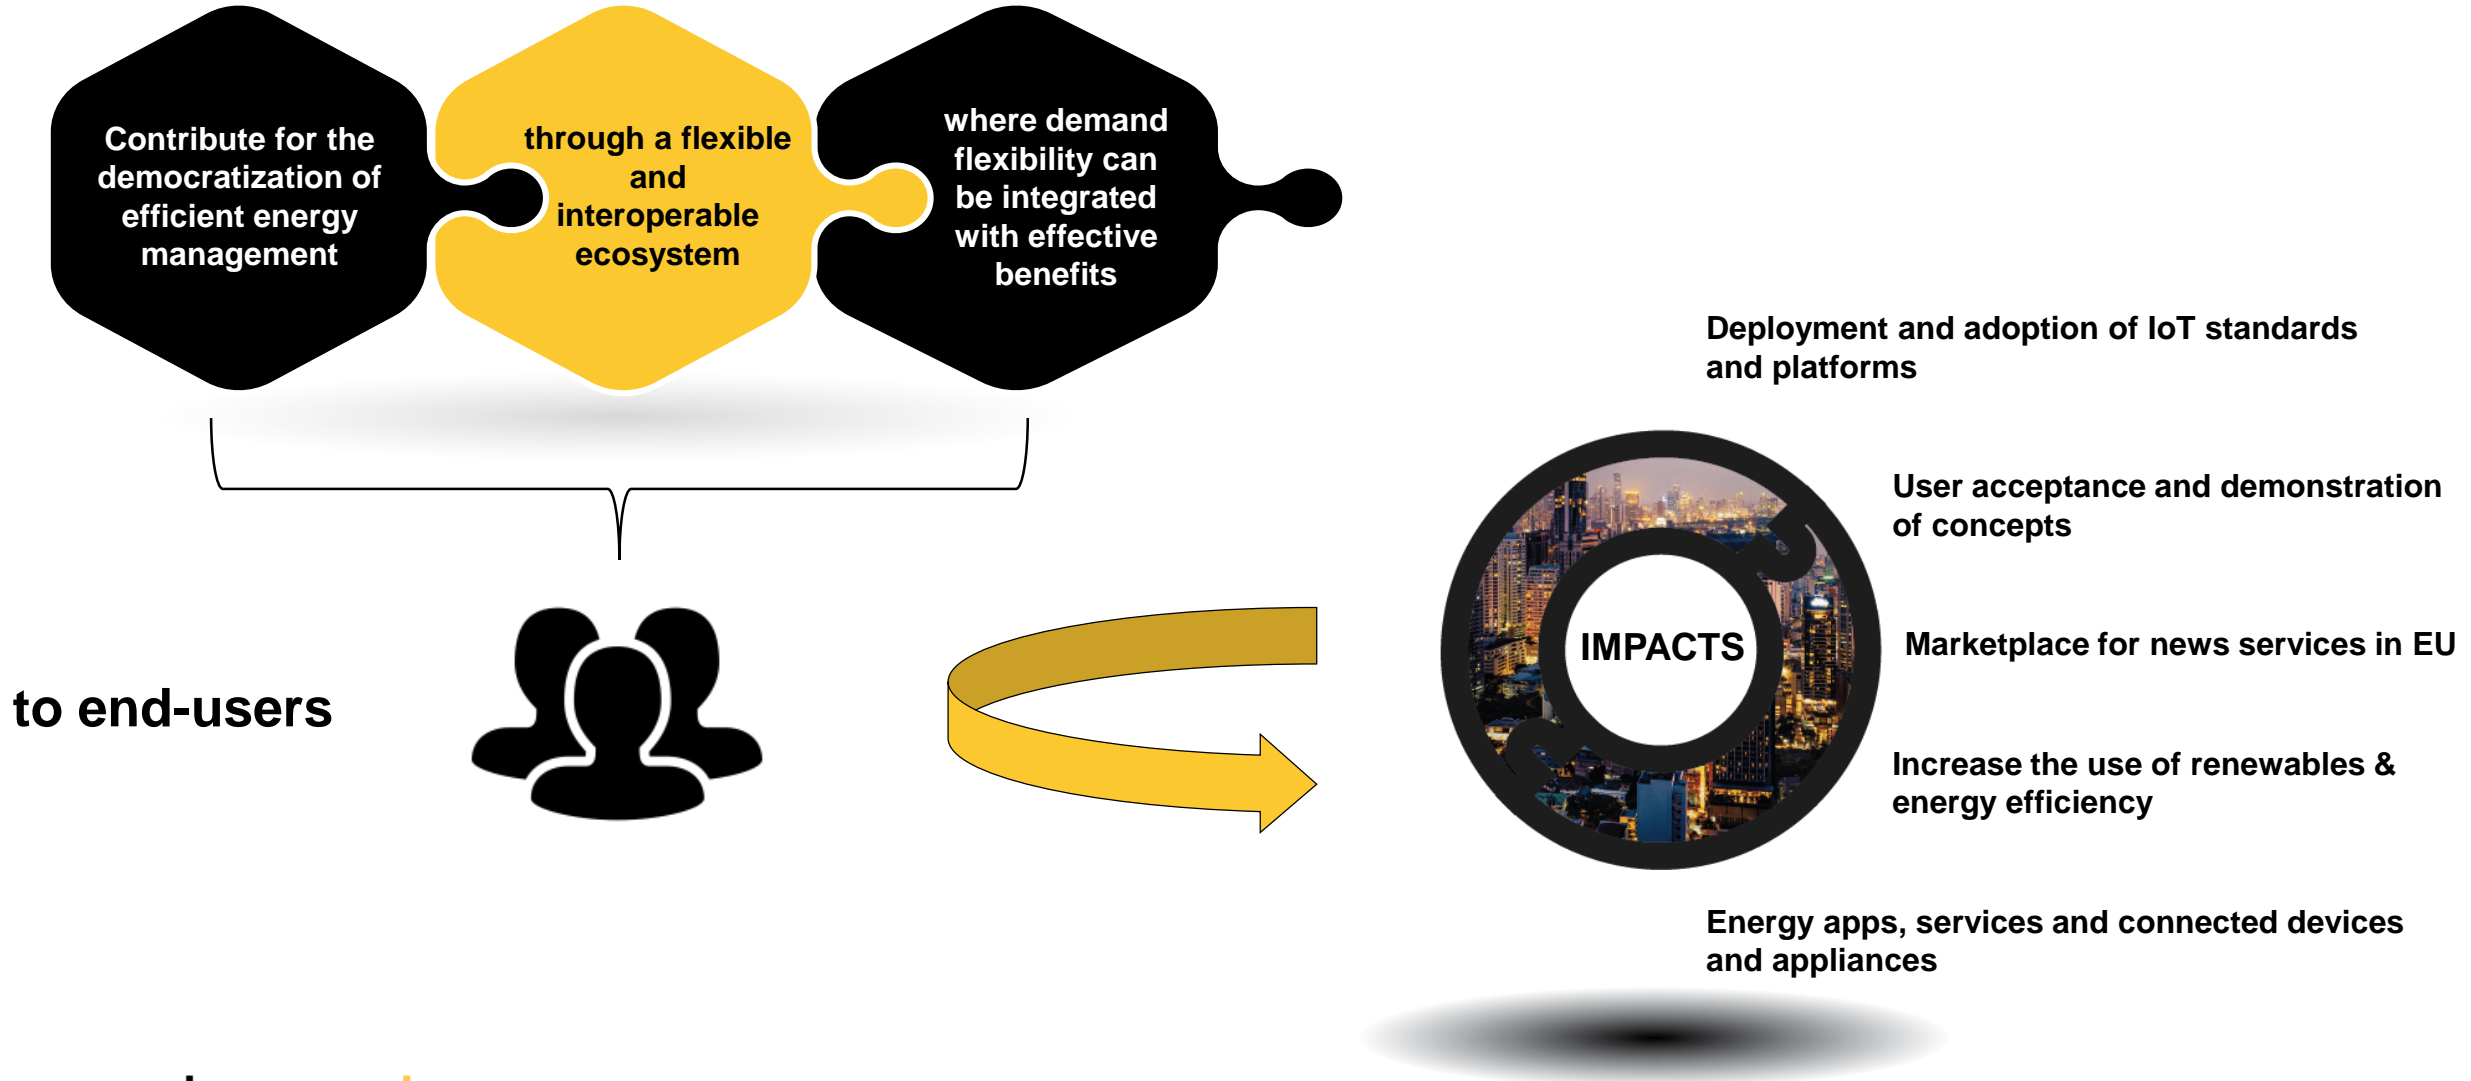 Contribute for the
democratization of
efficient energy
management
through a flexible
and
interoperable
ecosystem
where demand
flexibility can
be integrated
with effective
benefits
to end-users
IMPACTS
Deployment and adoption of IoT standards
and platforms
User acceptance and demonstration
of concepts
Marketplace for news services in EU
Increase the use of renewables &
energy efficiency
Energy apps, services and connected devices
and appliances